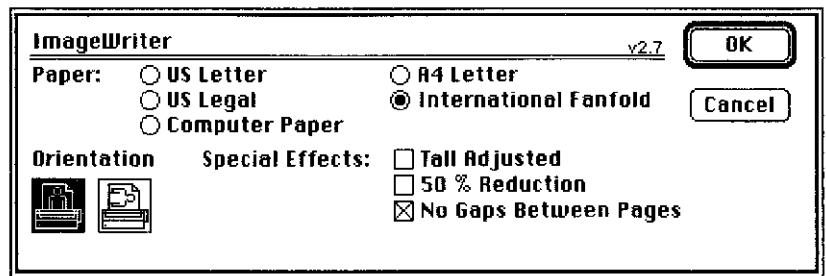 ImageWriter v2.7 OK
Paper: US Letter A4 Letter
US Legal International Fanfold Cancel
Computer Paper
Orientation Special Effects: Tall Adjusted
50 % Reduction
No Gaps Between Pages